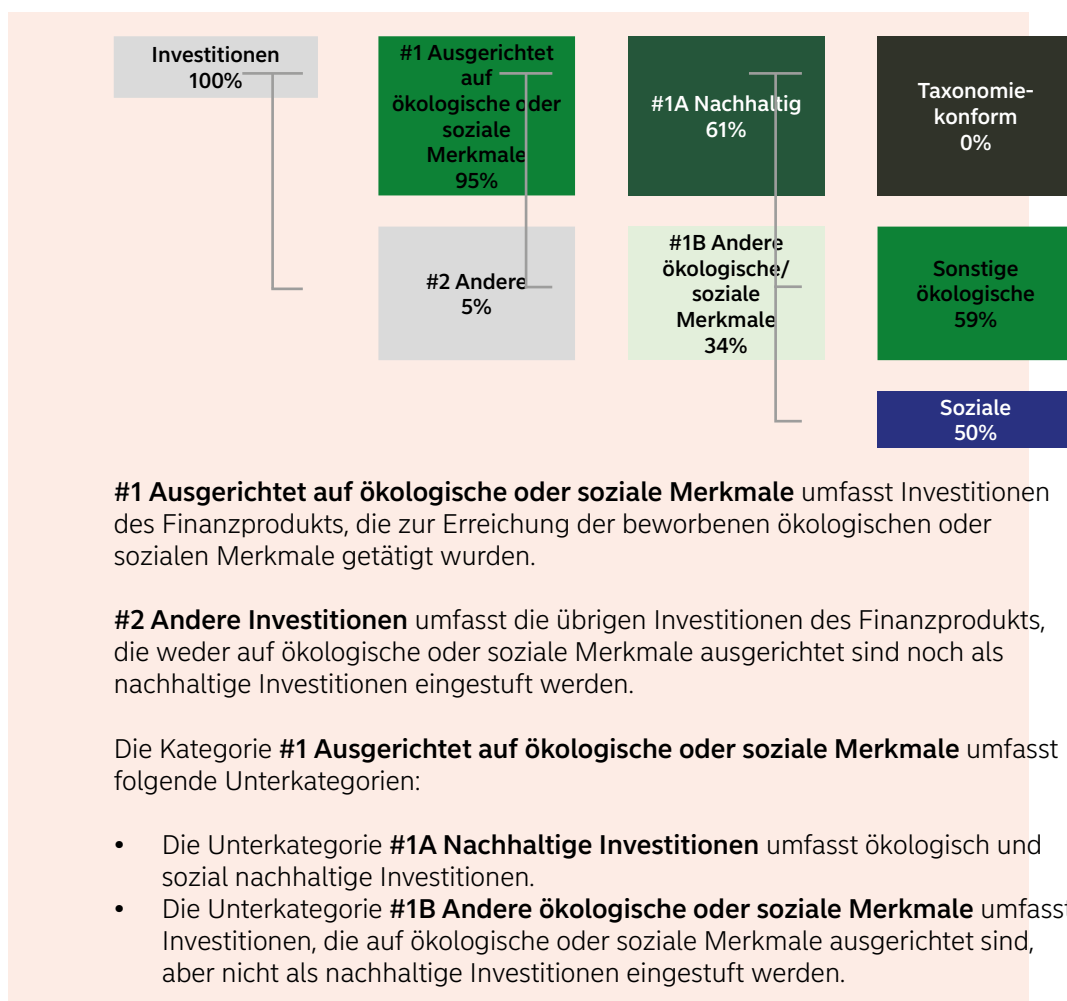 Investitionen
100%
#1 Ausgerichtet
auf
ökologische oder
soziale
Merkmale
95%
#1A Nachhaltig
61%
Taxonomie-
konform
0%
#2 Andere
5%
#1B Andere
ökologische/
soziale
Merkmale
34%
Sonstige
ökologische
59%
Soziale
50%
#1 Ausgerichtet auf ökologische oder soziale Merkmale umfasst Investitionen
des Finanzprodukts, die zur Erreichung der beworbenen ökologischen oder
sozialen Merkmale getätigt wurden.
#2 Andere Investitionen umfasst die übrigen Investitionen des Finanzprodukts,
die weder auf ökologische oder soziale Merkmale ausgerichtet sind noch als
nachhaltige Investitionen eingestuft werden.
Die Kategorie #1 Ausgerichtet auf ökologische oder soziale Merkmale umfasst
folgende Unterkategorien:
• Die Unterkategorie #1A Nachhaltige Investitionen umfasst ökologisch und
sozial nachhaltige Investitionen.
• Die Unterkategorie #1B Andere ökologische oder soziale Merkmale umfasst
Investitionen, die auf ökologische oder soziale Merkmale ausgerichtet sind,
aber nicht als nachhaltige Investitionen eingestuft werden.